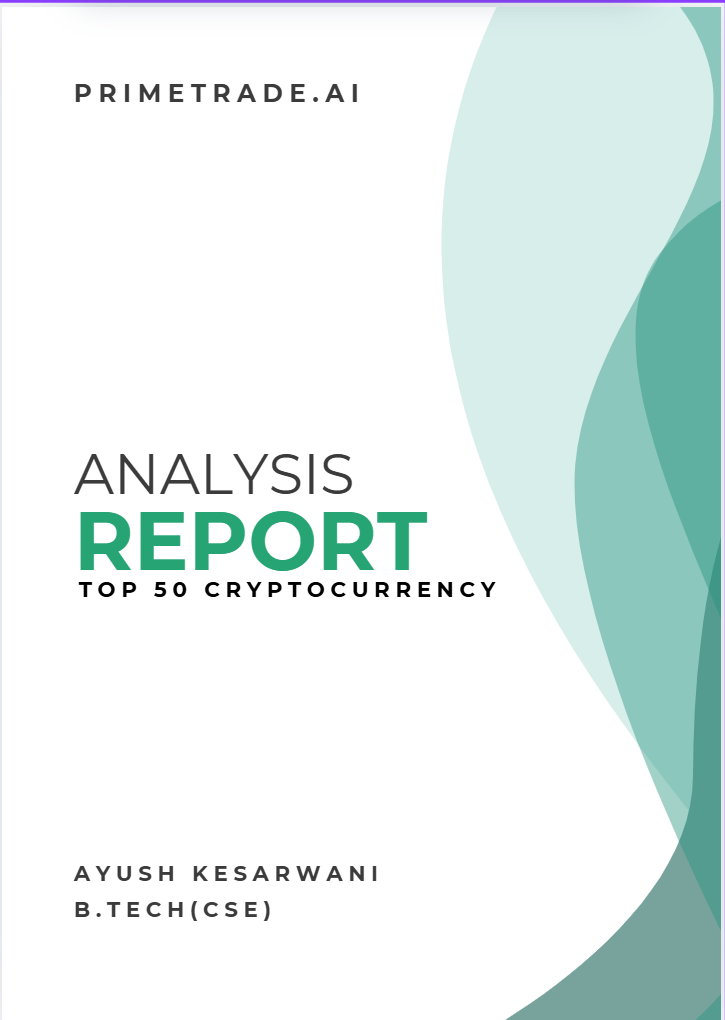 PRIMETRADE.AI
ANALYSIS
REPORT
TOP 50 CRYPTOCURRENCY
AYUSH KESARWANI
B.TECH(CSE)